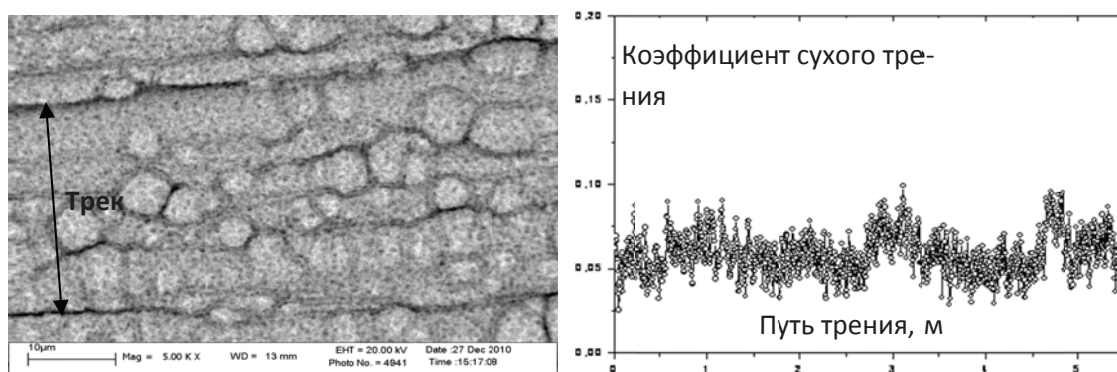 Трек
10μm
Mag = 5.00 K X
WD = 13 mm
EHT = 20.00 kV
Photo No. = 4941
Date :27 Dec 2010
Time :15:17:09
0,20
0,15
0,10
0,05
0,00
Коэффициент сухого тре-
ния
Путь трения, м
0
1
2
3
4
5